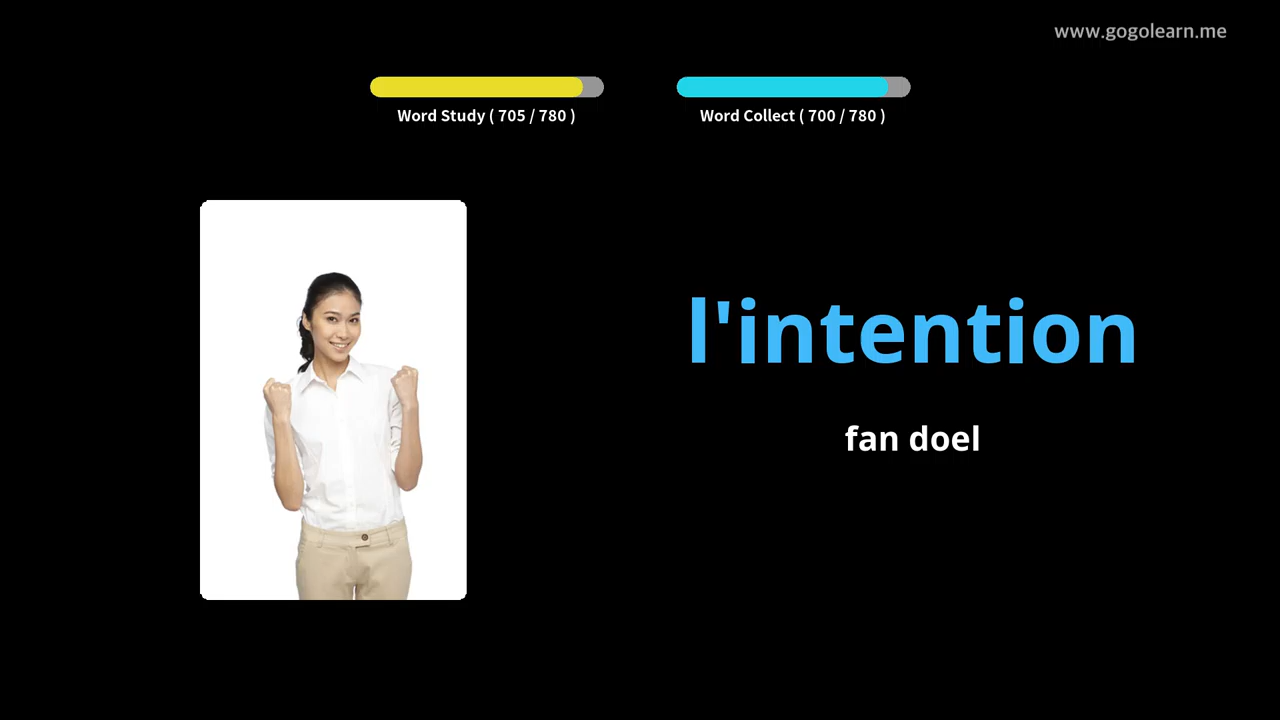 www.gogolearn.me
Word Study ( 705 / 780 )
Word Collect ( 700 / 780 )
l'intention
fan doel